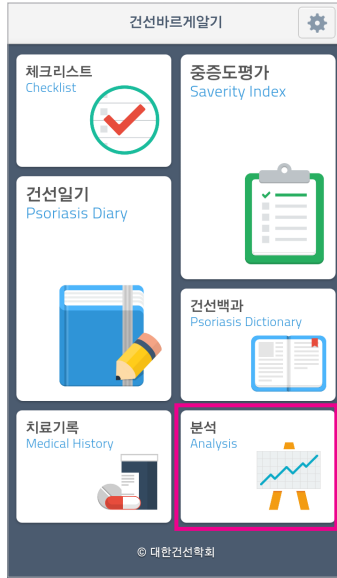 건선바르게알기
체크리스트
Checklist
중증도평가
Saverity Index
건선일기
Psoriasis Diary
건선백과
Psoriasis Dictionary
치료기록
Medical History
분석
Analysis
© 대한건선학회